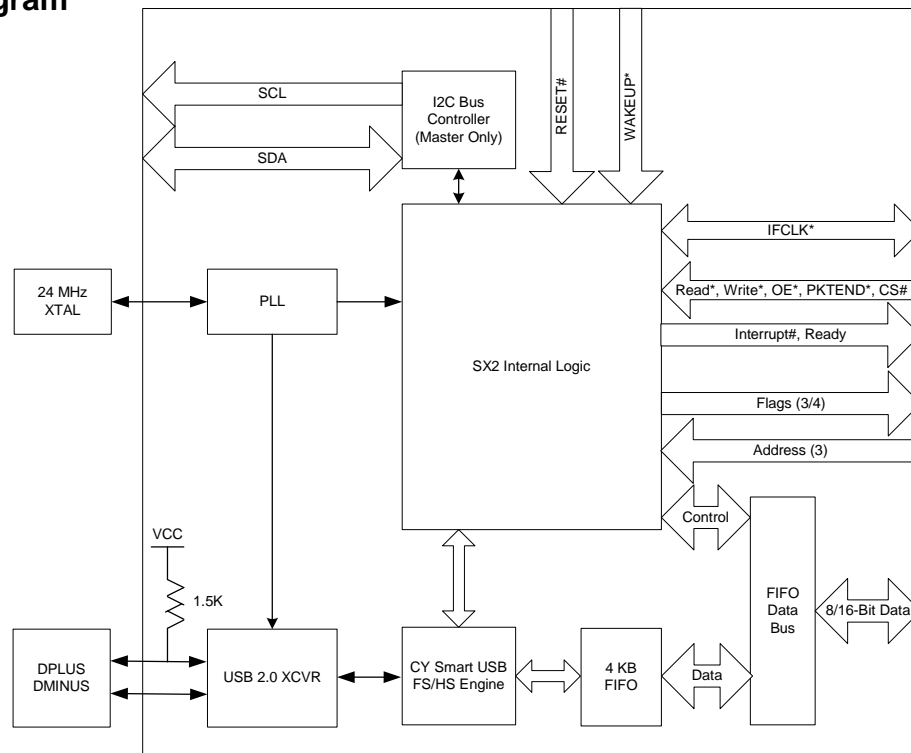 SCL
I2C Bus
Controller
(Master Only)
SDA
RESET#
WAKEUP*
IFCLK*
24 MHz
XTAL
PLL
Read*, Write*, OE*, PKTEND*, CS#
Interrupt#, Ready
SX2 Internal Logic
Flags (3/4)
Address (3)
Control
VCC
1.5K
FIFO
Data
Bus
8/16-Bit Data
DPLUS
DMINUS
USB 2.0 XCVR
CY Smart USB
FS/HS Engine
4 KB
FIFO
Data